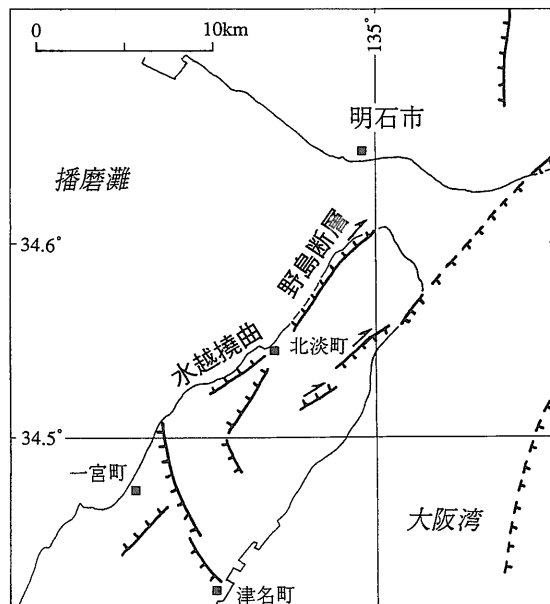 0
10km
135°
明石市
播磨灘
34.6°
野島断層
水越撓曲
北淡町
34.5°
一宮町
大阪湾
津名町